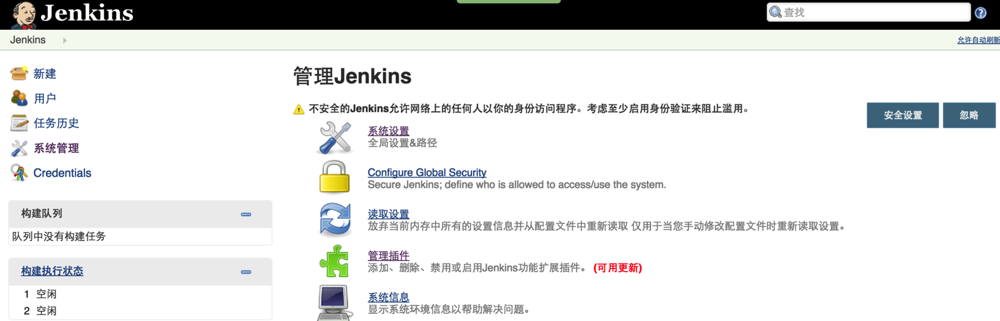 Jenkins
查找
Jenkins
允许自动刷新
新建
用户
任务历史
系统管理
Credentials
构建队列
队列中没有构建任务
构建执行状态
1 空闲
2 空闲
管理Jenkins
不安全的Jenkins允许网络上的任何人以你的身份访问程序。考虑至少启用身份验证来阻止滥用。
安全设置
忽略
系统设置
全局设置&路径
Configure Global Security
Secure Jenkins; define who is allowed to access/use the system.
读取设置
放弃当前内存中所有的设置信息并从配置文件中重新读取 仅用于当您手动修改配置文件时重新读取设置。
管理插件
添加、删除、禁用或启用Jenkins功能扩展插件。 (可用更新)
系统信息
显示系统环境信息以帮助解决问题。